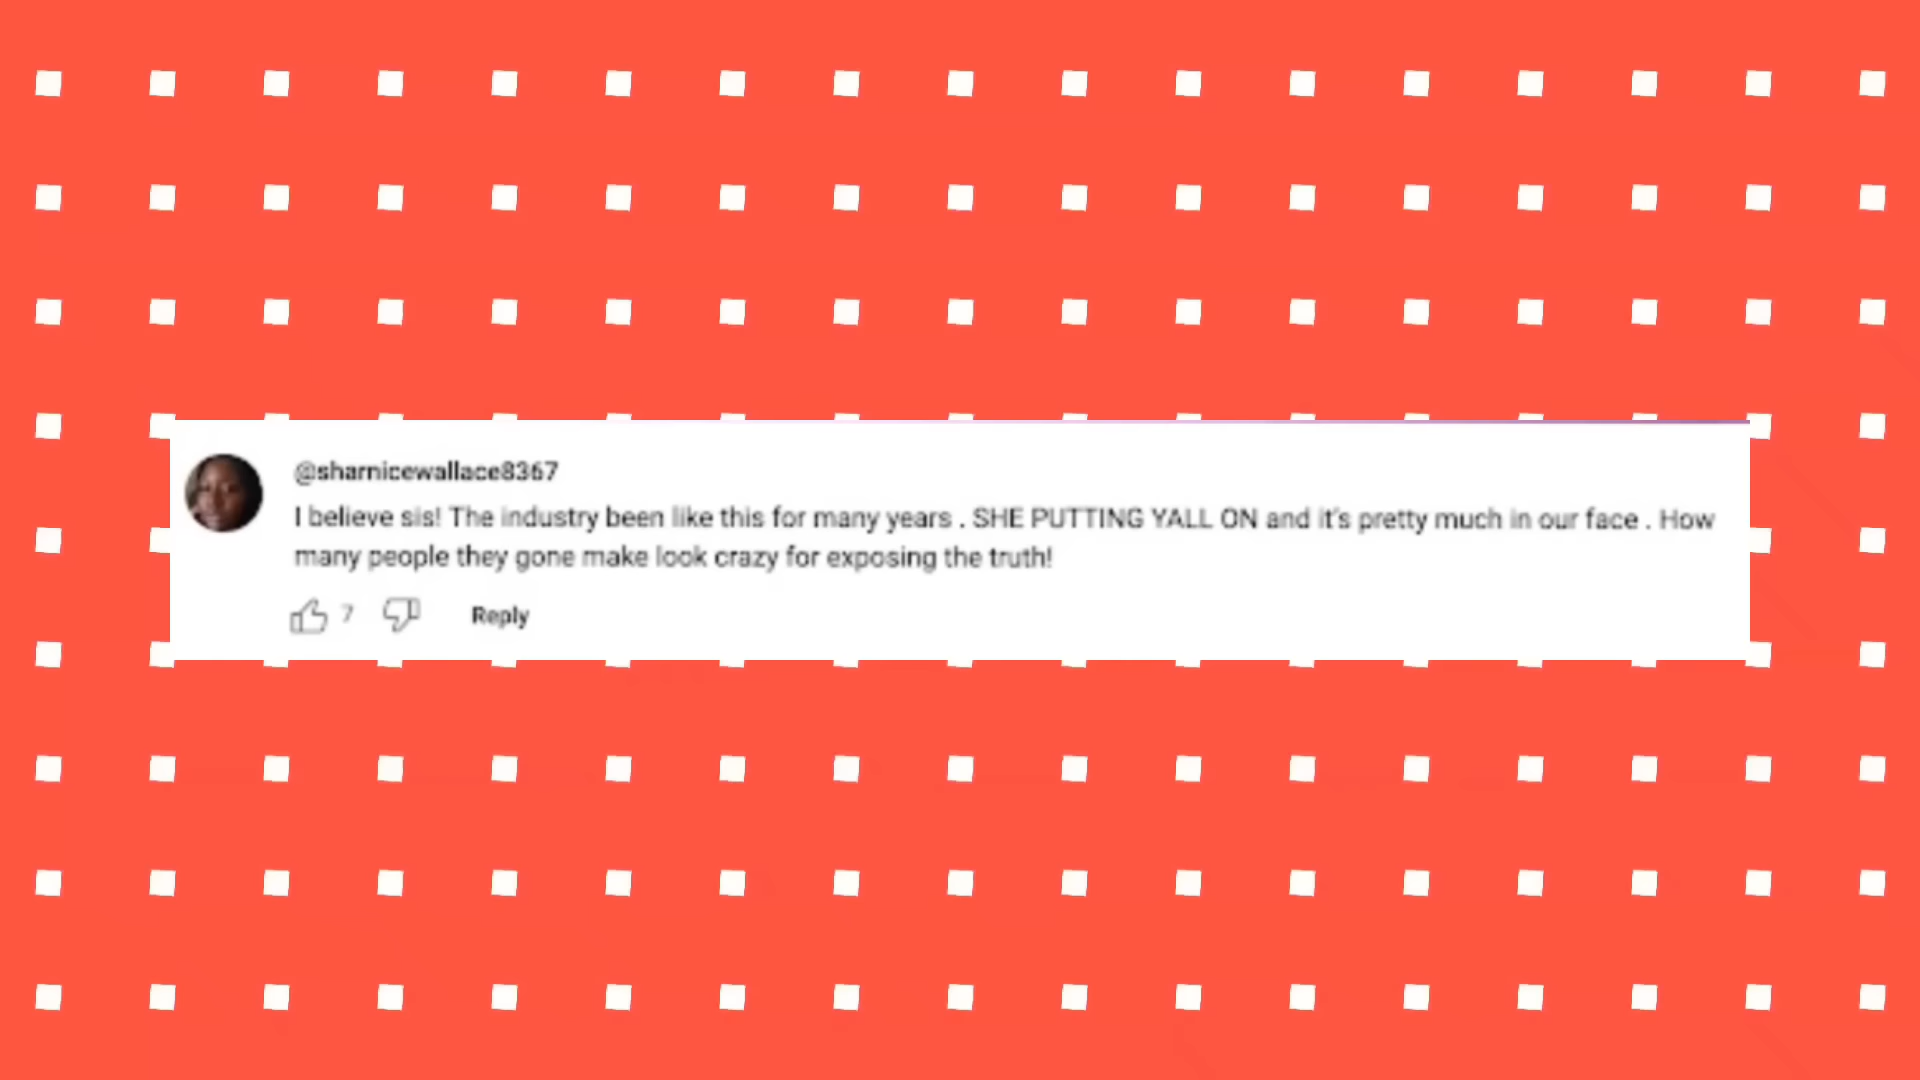 @sharnicewallace8367
I believe sis! The industry been like this for many years . SHE PUTTING YALL ON and it's pretty much in our face . How
many people they gone make look crazy for exposing the truth!
7 Reply